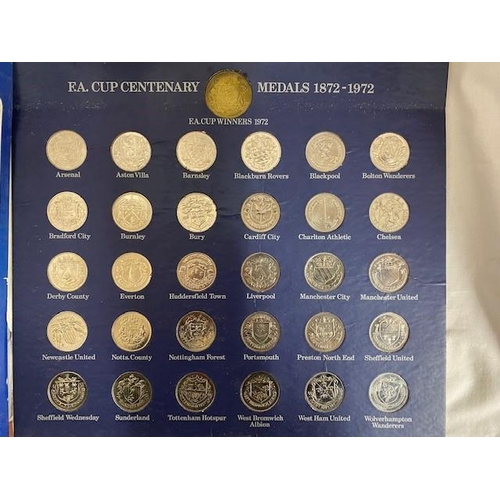 F.A. CUP CENTENARY MEDALS 1872-1972
F.A.CUP WINNERS 1972
Arsenal Aston Villa Barnsley Blackburn Rovers Blackpool Bolton Wanderers
Bradford City Burnley Bury Cardiff City Charlton Athletic Chelsea
Derby County Everton Huddersfield Town Liverpool Manchester City Manchester United
Newcastle United Notts. County Nottingham Forest Portsmouth Preston North End Sheffield United
Sheffield Wednesday Sunderland Tottenham Hotspur West Bromwich Albion West Ham United Wolverhampton Wanderers